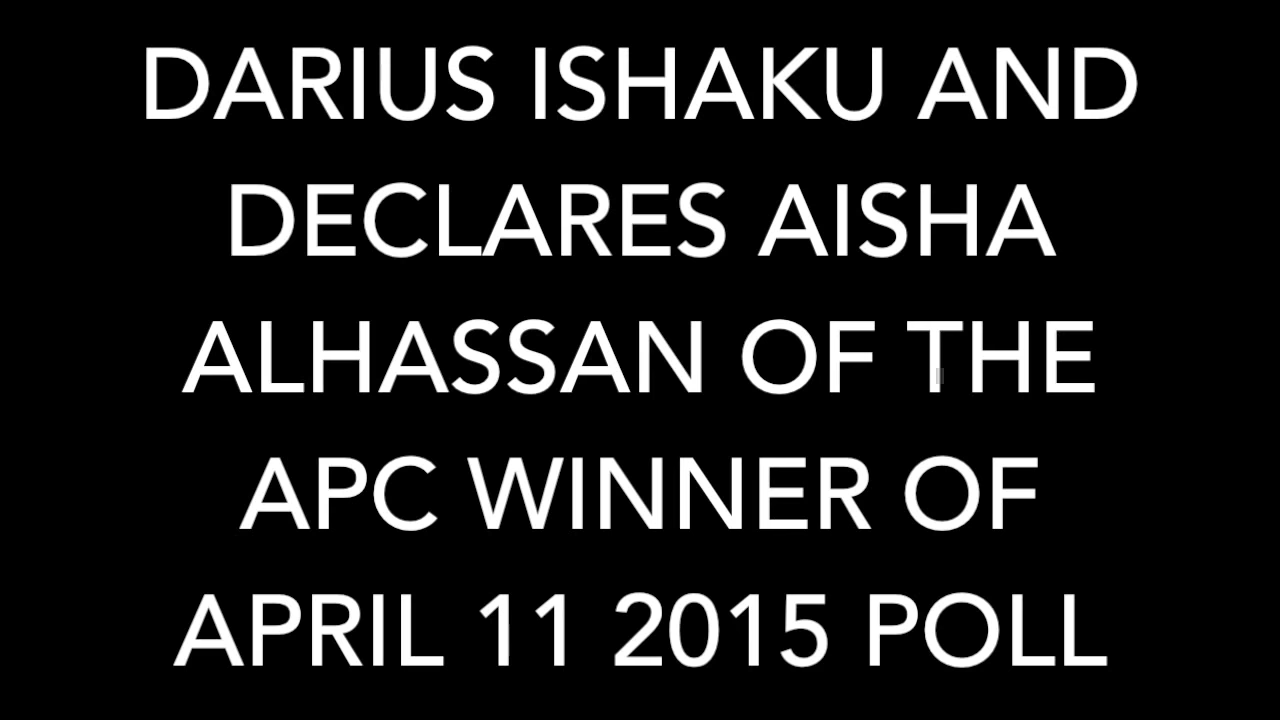 DARIUS ISHAKU AND
DECLARES AISHA
ALHASSAN OF THE
APC WINNER OF
APRIL 11 2015 POLL